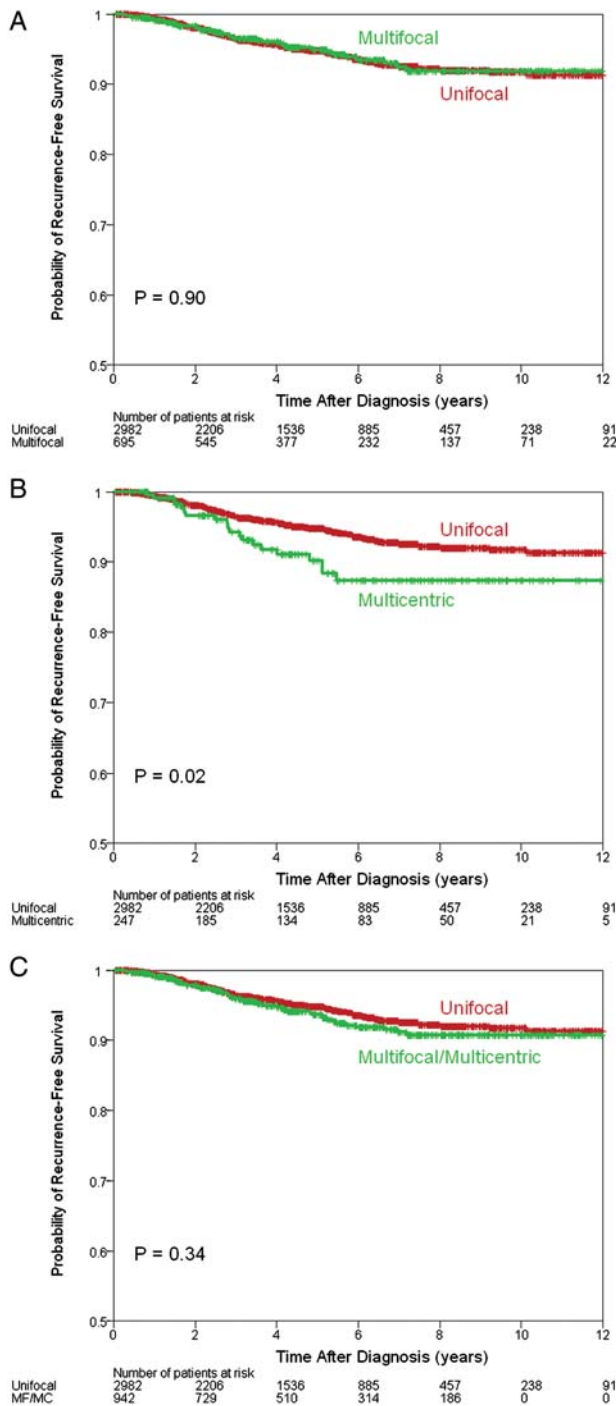 A
1
Multifocal
0.9
Unifocal
0.8
0.7
0.6
P = 0.90
0.5
Probability of Recurrence-Free Survival
0 2 4 6 8 10 12
Time After Diagnosis (years)
Number of patients at risk
Unifocal 2982 2206 1536 885 457 238 91
Multifocal 695 545 377 232 137 71 22
B
1
Unifocal
0.9
Multicentric
0.8
0.7
0.6
P = 0.02
0.5
Probability of Recurrence-Free Survival
0 2 4 6 8 10 12
Time After Diagnosis (years)
Number of patients at risk
Unifocal 2982 2206 1536 885 457 238 91
Multicentric 247 185 134 83 50 21 5
C
1
Unifocal
0.9
Multifocal/Multicentric
0.8
0.7
0.6
P = 0.34
0.5
Probability of Recurrence-Free Survival
0 2 4 6 8 10 12
Time After Diagnosis (years)
Number of patients at risk
Unifocal 2982 2206 1536 885 457 238 91
MF/MC 942 729 510 314 186 0 0